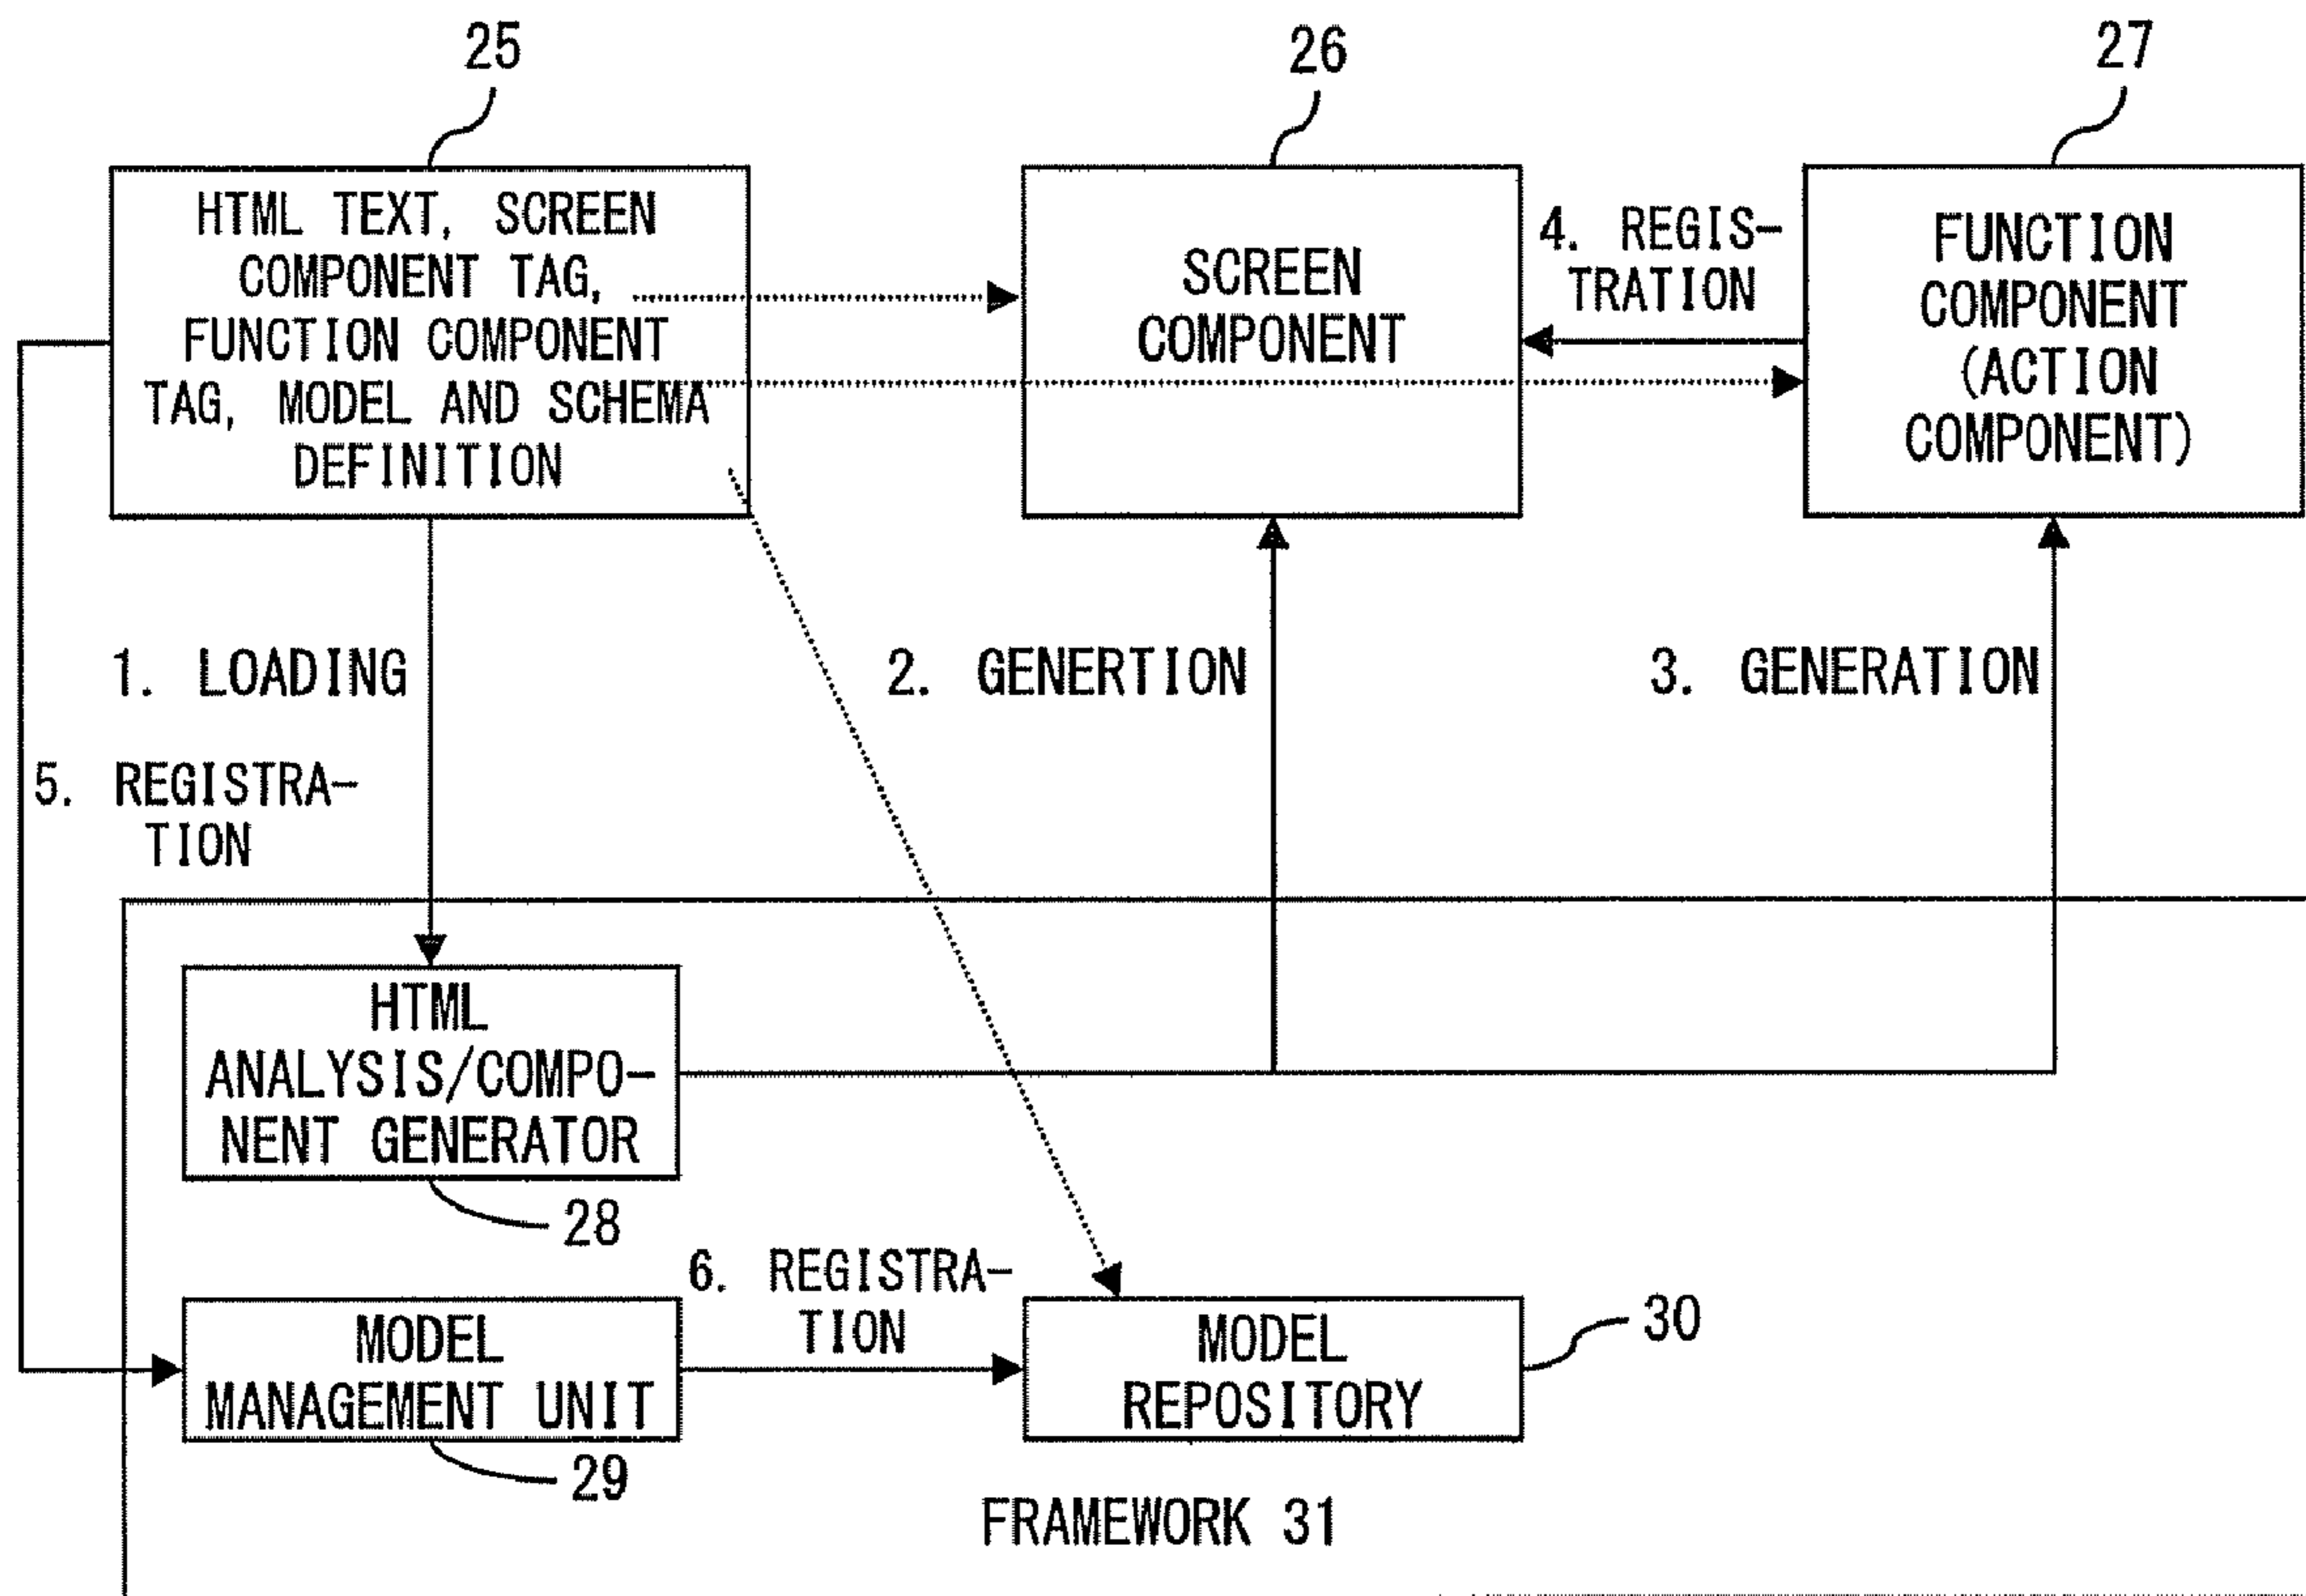 25
26
27
HTML TEXT, SCREEN
COMPONENT TAG,
FUNCTION COMPONENT
TAG, MODEL AND SCHEMA
DEFINITION
SCREEN
COMPONENT
4. REGIS-
TRATION
FUNCTION
COMPONENT
(ACTION
COMPONENT)
1. LOADING
2. GENERTION
3. GENERATION
5. REGISTRA-
TION
HTML
ANALYSIS/COMPO-
NENT GENERATOR
28
6. REGISTRA-
TION
MODEL
MANAGEMENT UNIT
29
MODEL
REPOSITORY
30
FRAMEWORK 31